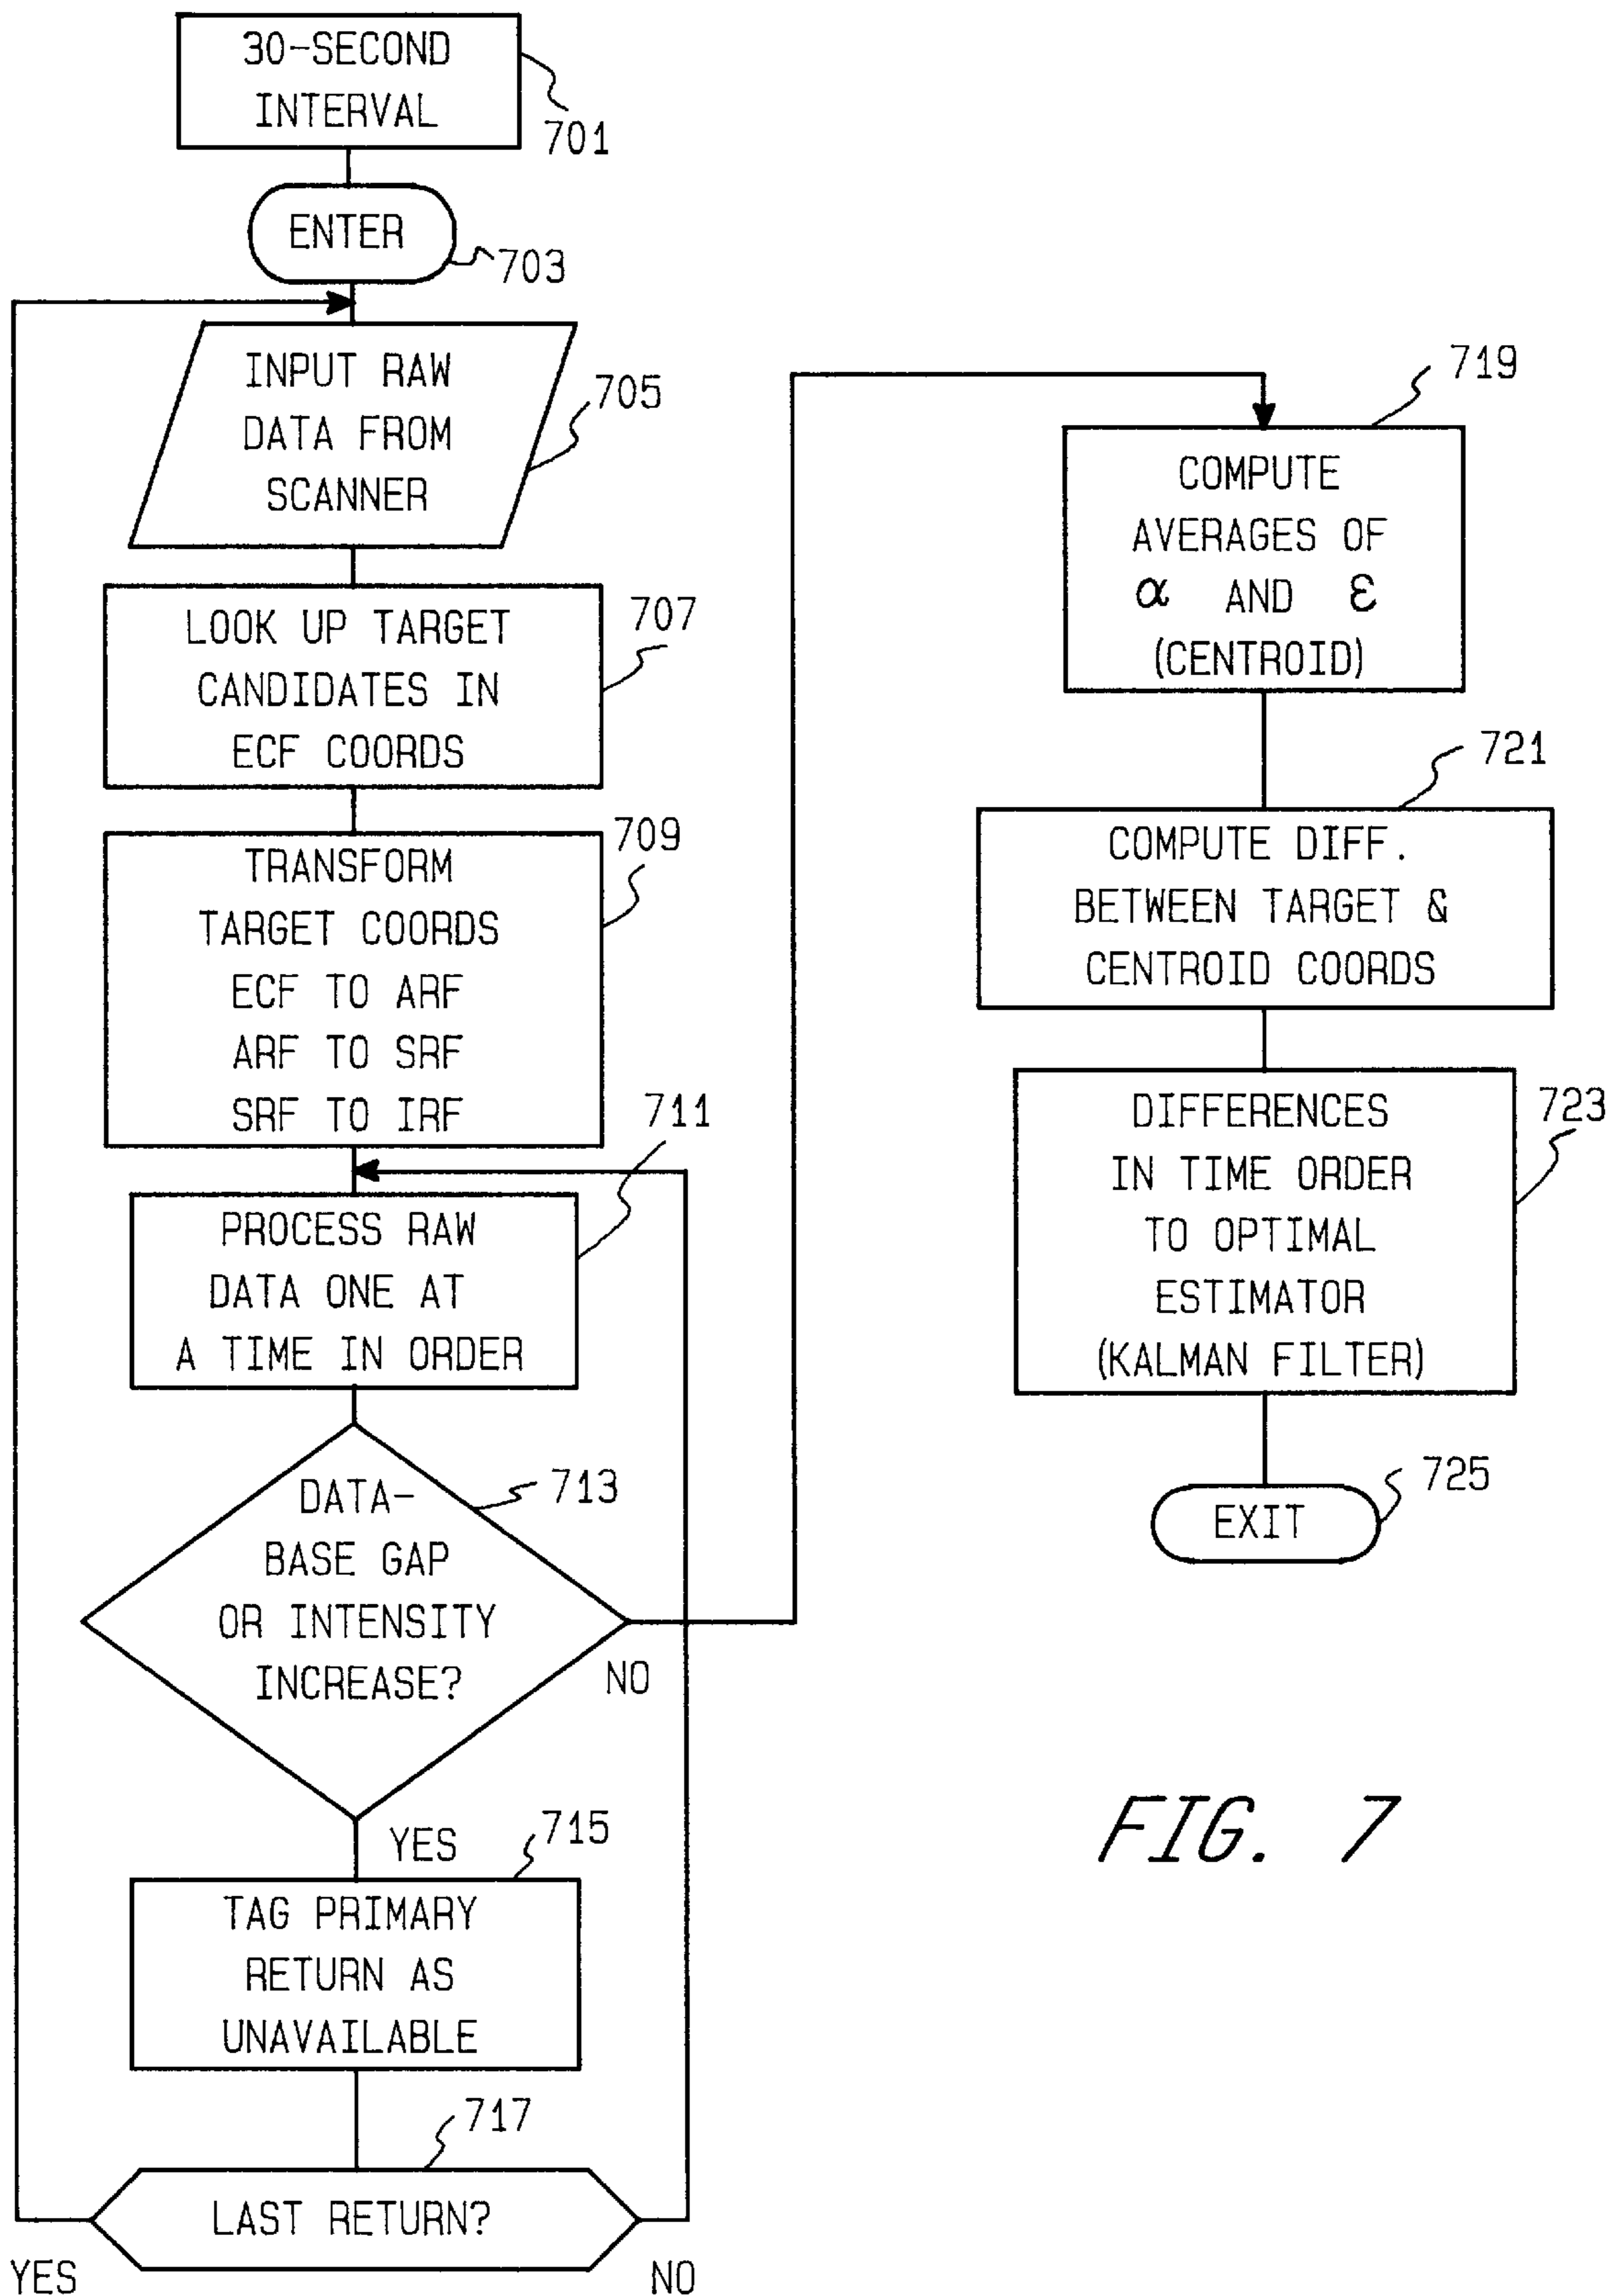 30-SECOND
INTERVAL
701
ENTER
703
INPUT RAW
DATA FROM
SCANNER
705
LOOK UP TARGET
CANDIDATES IN
ECF COORDS
707
TRANSFORM
TARGET COORDS
ECF TO ARF
ARF TO SRF
SRF TO IRF
709
PROCESS RAW
DATA ONE AT
A TIME IN ORDER
711
DATA-
BASE GAP
OR INTENSITY
INCREASE?
713
NO
YES
TAG PRIMARY
RETURN AS
UNAVAILABLE
715
LAST RETURN?
717
YES
NO
COMPUTE
AVERAGES OF
α AND ε
(CENTROID)
719
COMPUTE DIFF.
BETWEEN TARGET &
CENTROID COORDS
721
DIFFERENCES
IN TIME ORDER
TO OPTIMAL
ESTIMATOR
(KALMAN FILTER)
723
EXIT
725
FIG. 7